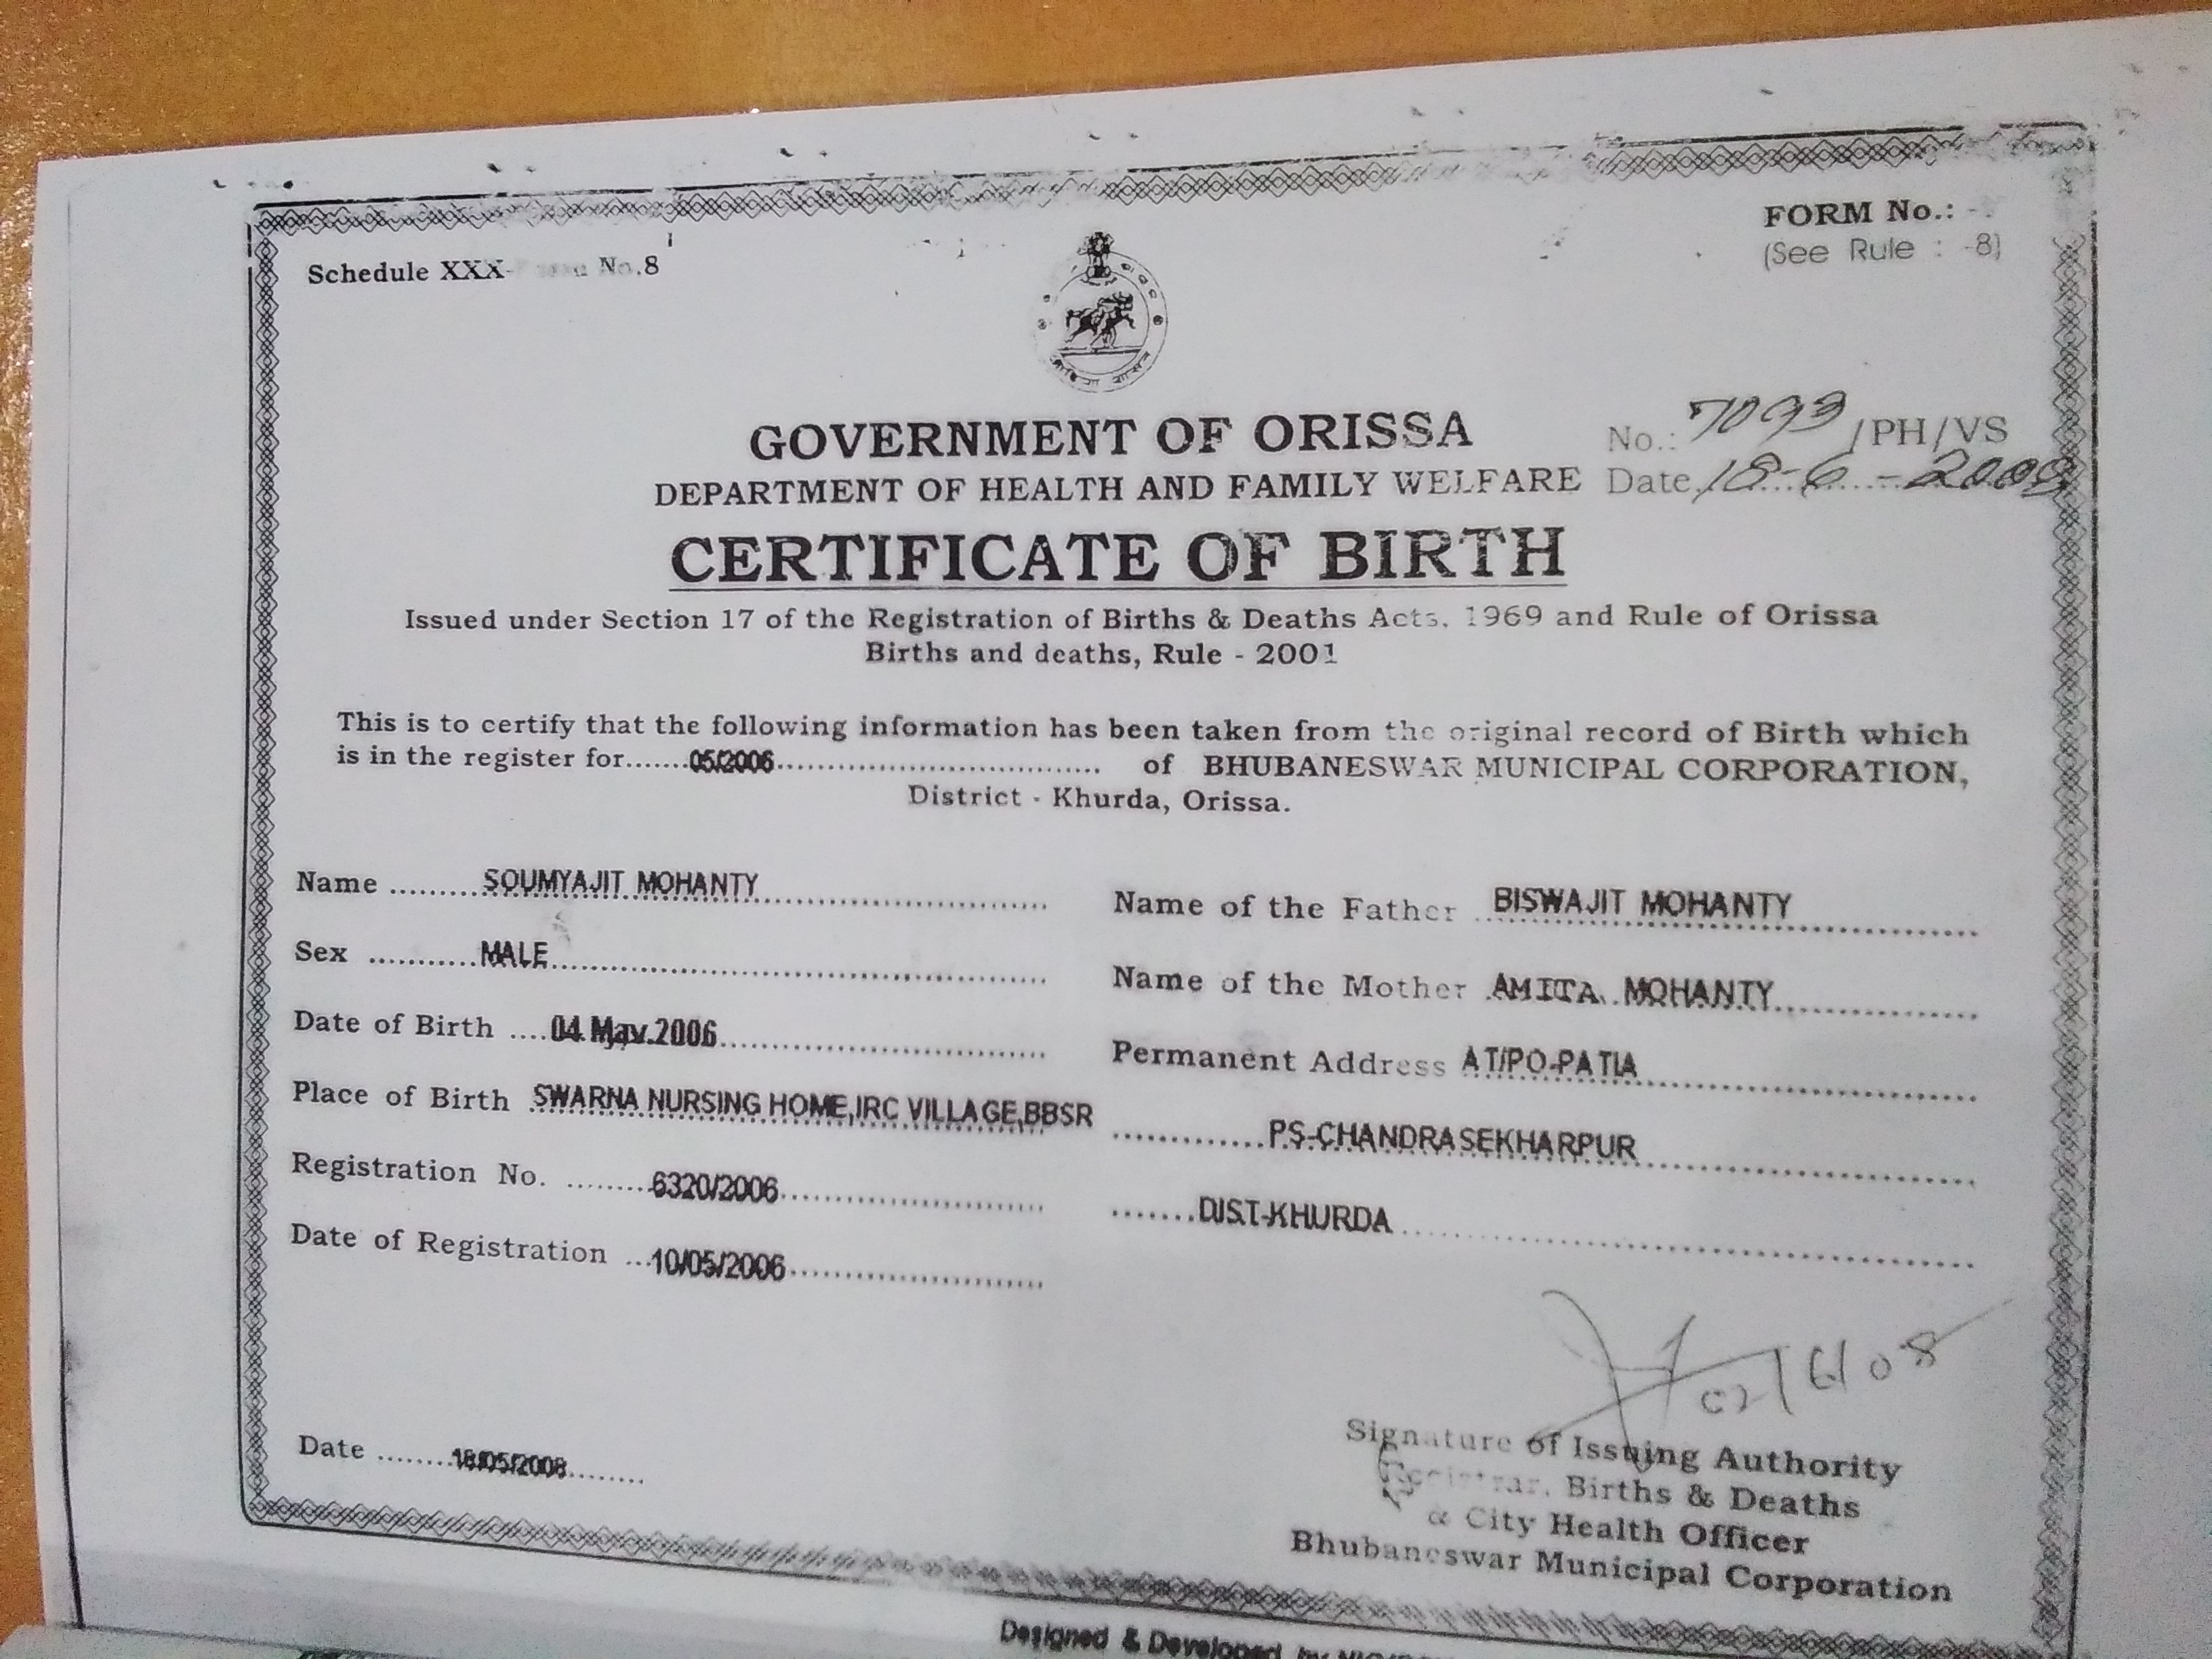 FORM No.:
Schedule XXX- No.8
(See Rule : -8)
GOVERNMENT OF ORISSA
No.: 7093 /PH/VS
DEPARTMENT OF HEALTH AND FAMILY WELFARE
Date 18-6-2008
CERTIFICATE OF BIRTH
Issued under Section 17 of the Registration of Births & Deaths Acts. 1969 and Rule of Orissa
Births and deaths, Rule - 2001
This is to certify that the following information has been taken from the original record of Birth which
is in the register for.......05/2006........................................ of BHUBANESWAR MUNICIPAL CORPORATION,
District - Khurda, Orissa.
Name .......... SOUMYAJIT MOHANTY
Sex ........... MALE
Date of Birth .... 04 May.2006
Place of Birth SWARNA NURSING HOME,IRC VILLAGE,BBSR
Registration No. ......... 6320/2006
Date of Registration ... 10/05/2006
Name of the Father BISWAJIT MOHANTY
Name of the Mother AMITA MOHANTY
Permanent Address AT/PO-PATIA
PS-CHANDRASEKHARPUR
DIST-KHURDA
Date ........ 18/05/2008
Signature of Issuing Authority
Registrar, Births & Deaths
& City Health Officer
Bhubaneswar Municipal Corporation
Designed & Developed by